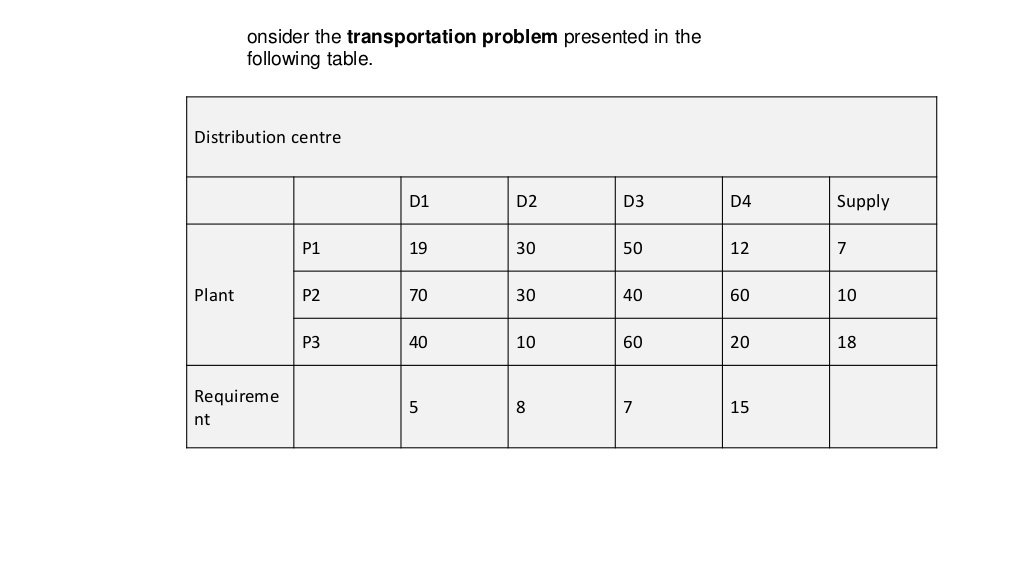 onsider the transportation problem presented in the
following table.
Distribution centre
D1 D2 D3 D4 Supply
P1 19 30 50 12 7
Plant P2 70 30 40 60 10
P3 40 10 60 20 18
Requireme
nt 5 8 7 15